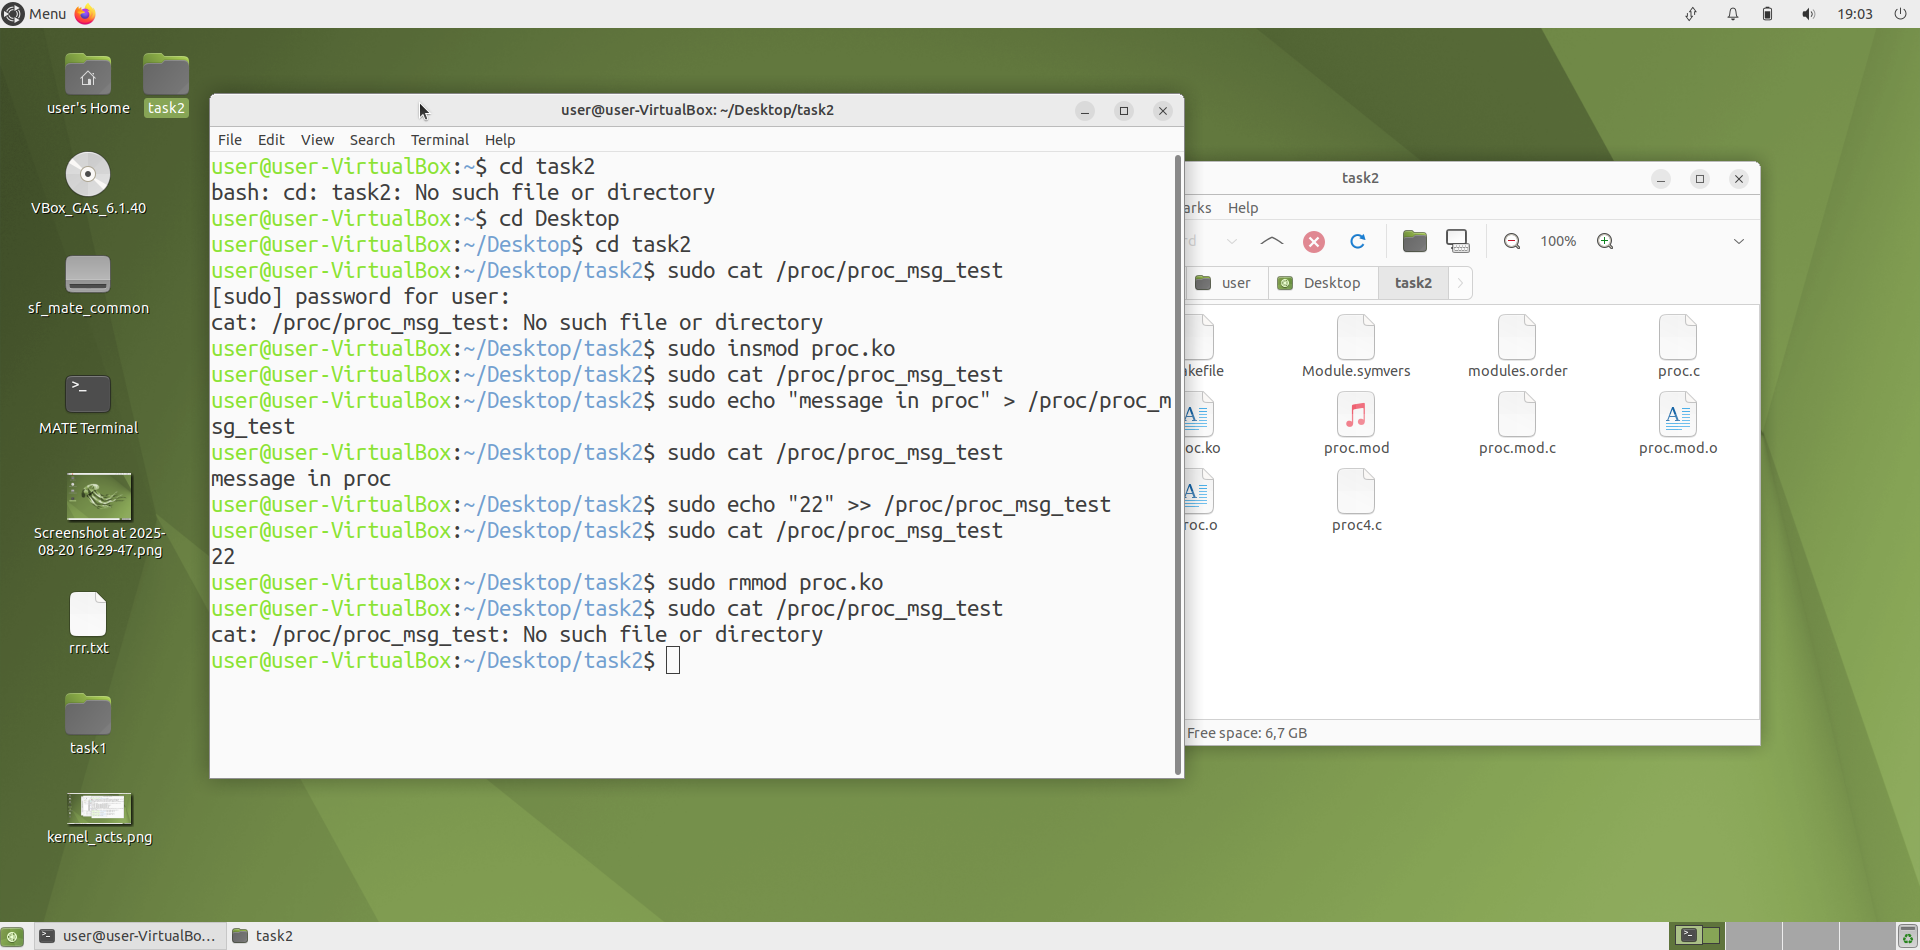 Menu
19:03
user's Home
task2
VBox_GAs_6.1.40
sf_mate_common
MATE Terminal
Screenshot at 2025-
08-20 16-29-47.png
rrr.txt
task1
kernel_acts.png
user@user-VirtualBox: ~/Desktop/task2
File Edit View Search Terminal Help
user@user-VirtualBox:~$ cd task2
bash: cd: task2: No such file or directory
user@user-VirtualBox:~$ cd Desktop
user@user-VirtualBox:~/Desktop$ cd task2
user@user-VirtualBox:~/Desktop/task2$ sudo cat /proc/proc_msg_test
[sudo] password for user:
cat: /proc/proc_msg_test: No such file or directory
user@user-VirtualBox:~/Desktop/task2$ sudo insmod proc.ko
user@user-VirtualBox:~/Desktop/task2$ sudo cat /proc/proc_msg_test
user@user-VirtualBox:~/Desktop/task2$ sudo echo "message in proc" > /proc/proc_m
sg_test
user@user-VirtualBox:~/Desktop/task2$ sudo cat /proc/proc_msg_test
message in proc
user@user-VirtualBox:~/Desktop/task2$ sudo echo "22" >> /proc/proc_msg_test
user@user-VirtualBox:~/Desktop/task2$ sudo cat /proc/proc_msg_test
22
user@user-VirtualBox:~/Desktop/task2$ sudo rmmod proc.ko
user@user-VirtualBox:~/Desktop/task2$ sudo cat /proc/proc_msg_test
cat: /proc/proc_msg_test: No such file or directory
user@user-VirtualBox:~/Desktop/task2$
task2
arks Help
rd 100%
user Desktop task2
akefile Module.symvers modules.order proc.c
oc.ko proc.mod proc.mod.c proc.mod.o
roc.o proc4.c
Free space: 6,7 GB
user@user-VirtualBo... task2